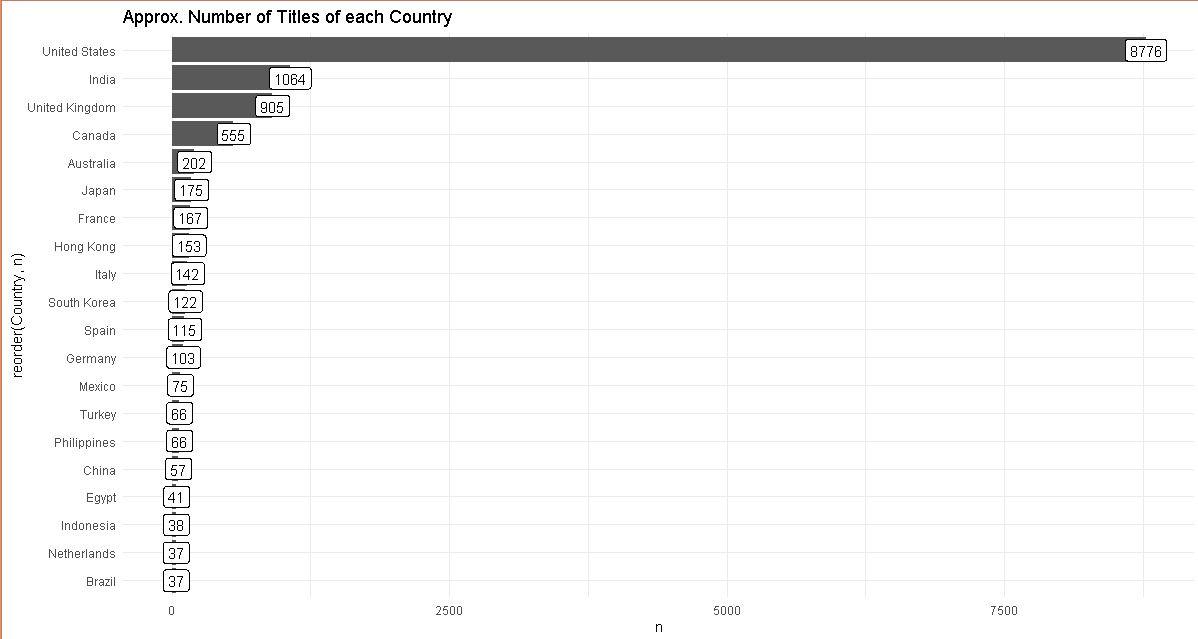 Approx. Number of Titles of each Country
reorder(Country, n)
United States 8776
India 1064
United Kingdom 905
Canada 555
Australia 202
Japan 175
France 167
Hong Kong 153
Italy 142
South Korea 122
Spain 115
Germany 103
Mexico 75
Turkey 66
Philippines 66
China 57
Egypt 41
Indonesia 38
Netherlands 37
Brazil 37
0 2500 5000 7500
n